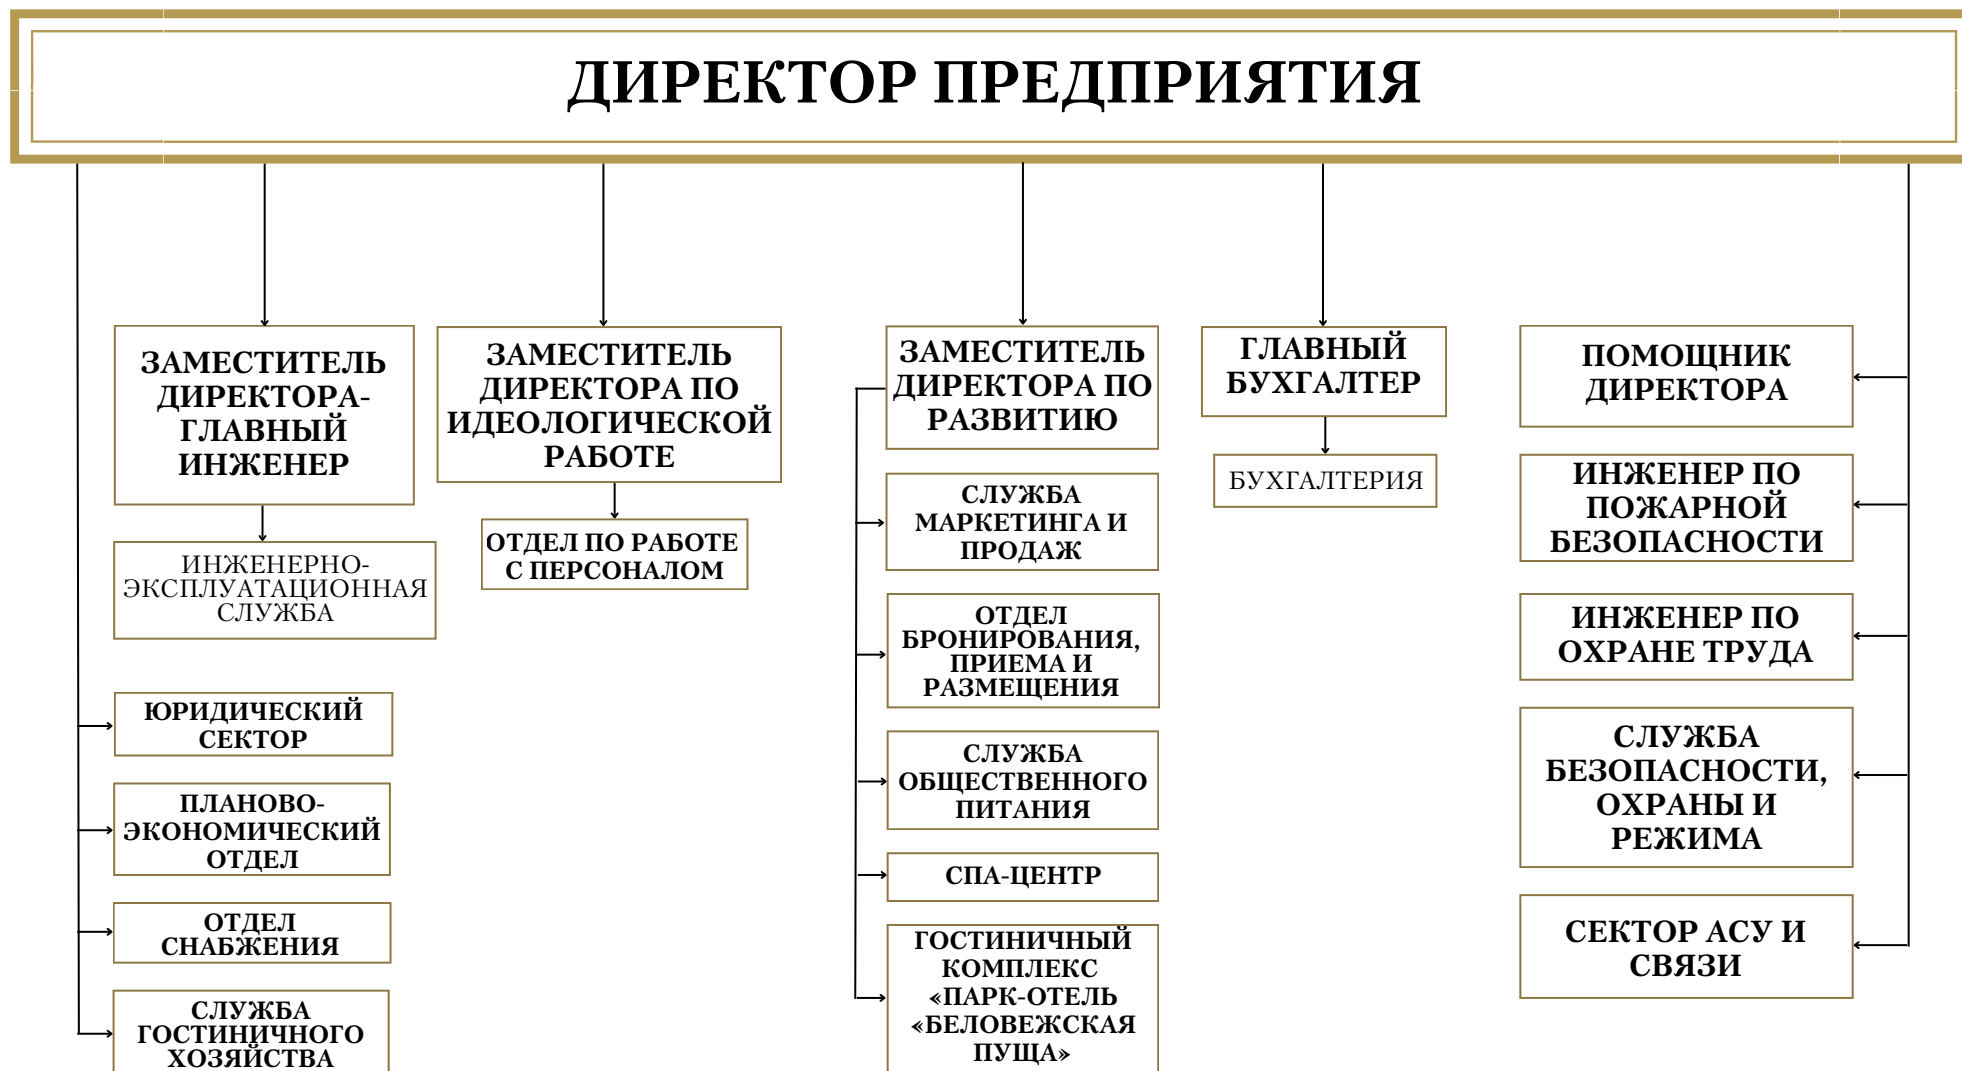 ДИРЕКТОР ПРЕДПРИЯТИЯ
ЗАМЕСТИТЕЛЬ
ДИРЕКТОРА-
ГЛАВНЫЙ
ИНЖЕНЕР
ИНЖЕНЕРНО-
ЭКСПЛУАТАЦИОННАЯ
СЛУЖБА
ЮРИДИЧЕСКИЙ
СЕКТОР
ПЛАНОВО-
ЭКОНОМИЧЕСКИЙ
ОТДЕЛ
ОТДЕЛ
СНАБЖЕНИЯ
СЛУЖБА
ГОСТИНИЧНОГО
ХОЗЯЙСТВА
ЗАМЕСТИТЕЛЬ
ДИРЕКТОРА ПО
ИДЕОЛОГИЧЕСКОЙ
РАБОТЕ
ОТДЕЛ ПО РАБОТЕ
С ПЕРСОНАЛОМ
ЗАМЕСТИТЕЛЬ
ДИРЕКТОРА ПО
РАЗВИТИЮ
СЛУЖБА
МАРКЕТИНГА И
ПРОДАЖ
ОТДЕЛ
БРОНИРОВАНИЯ,
ПРИЕМА И
РАЗМЕЩЕНИЯ
СЛУЖБА
ОБЩЕСТВЕННОГО
ПИТАНИЯ
СПА-ЦЕНТР
ГОСТИНИЧНЫЙ
КОМПЛЕКС
«ПАРК-ОТЕЛЬ
«БЕЛОВЕЖСКАЯ
ПУЩА»
ГЛАВНЫЙ
БУХГАЛТЕР
БУХГАЛТЕРИЯ
ПОМОЩНИК
ДИРЕКТОРА
ИНЖЕНЕР ПО
ПОЖАРНОЙ
БЕЗОПАСНОСТИ
ИНЖЕНЕР ПО
ОХРАНЕ ТРУДА
СЛУЖБА
БЕЗОПАСНОСТИ,
ОХРАНЫ И
РЕЖИМА
СЕКТОР АСУ И
СВЯЗИ